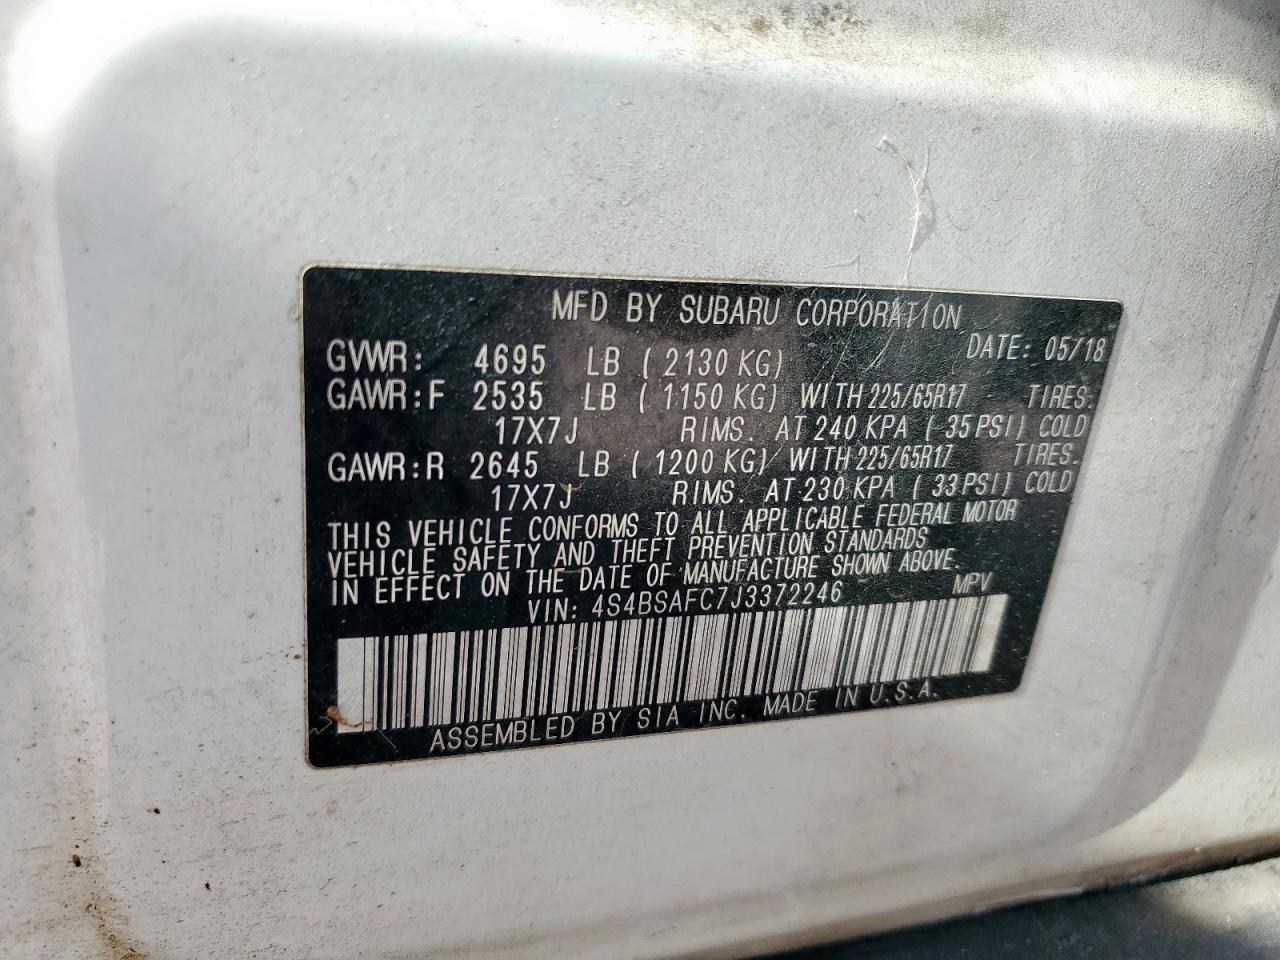 MFD BY SUBARU CORPORATION
DATE: 05/18
GVWR: 4695 LB ( 2130 KG)
GAWR:F 2535 LB ( 1150 KG) WITH 225/65R17 TIRES.
17X7J RIMS. AT 240 KPA ( 35 PSI) COLD
GAWR:R 2645 LB ( 1200 KG) WITH 225/65R17 TIRES.
17X7J RIMS. AT 230 KPA ( 33 PSI) COLD
THIS VEHICLE CONFORMS TO ALL APPLICABLE FEDERAL MOTOR
VEHICLE SAFETY AND THEFT PREVENTION STANDARDS
IN EFFECT ON THE DATE OF MANUFACTURE SHOWN ABOVE.
VIN: 4S4BSAFC7J3372246 MPV
ASSEMBLED BY SIA INC. MADE IN U.S.A.